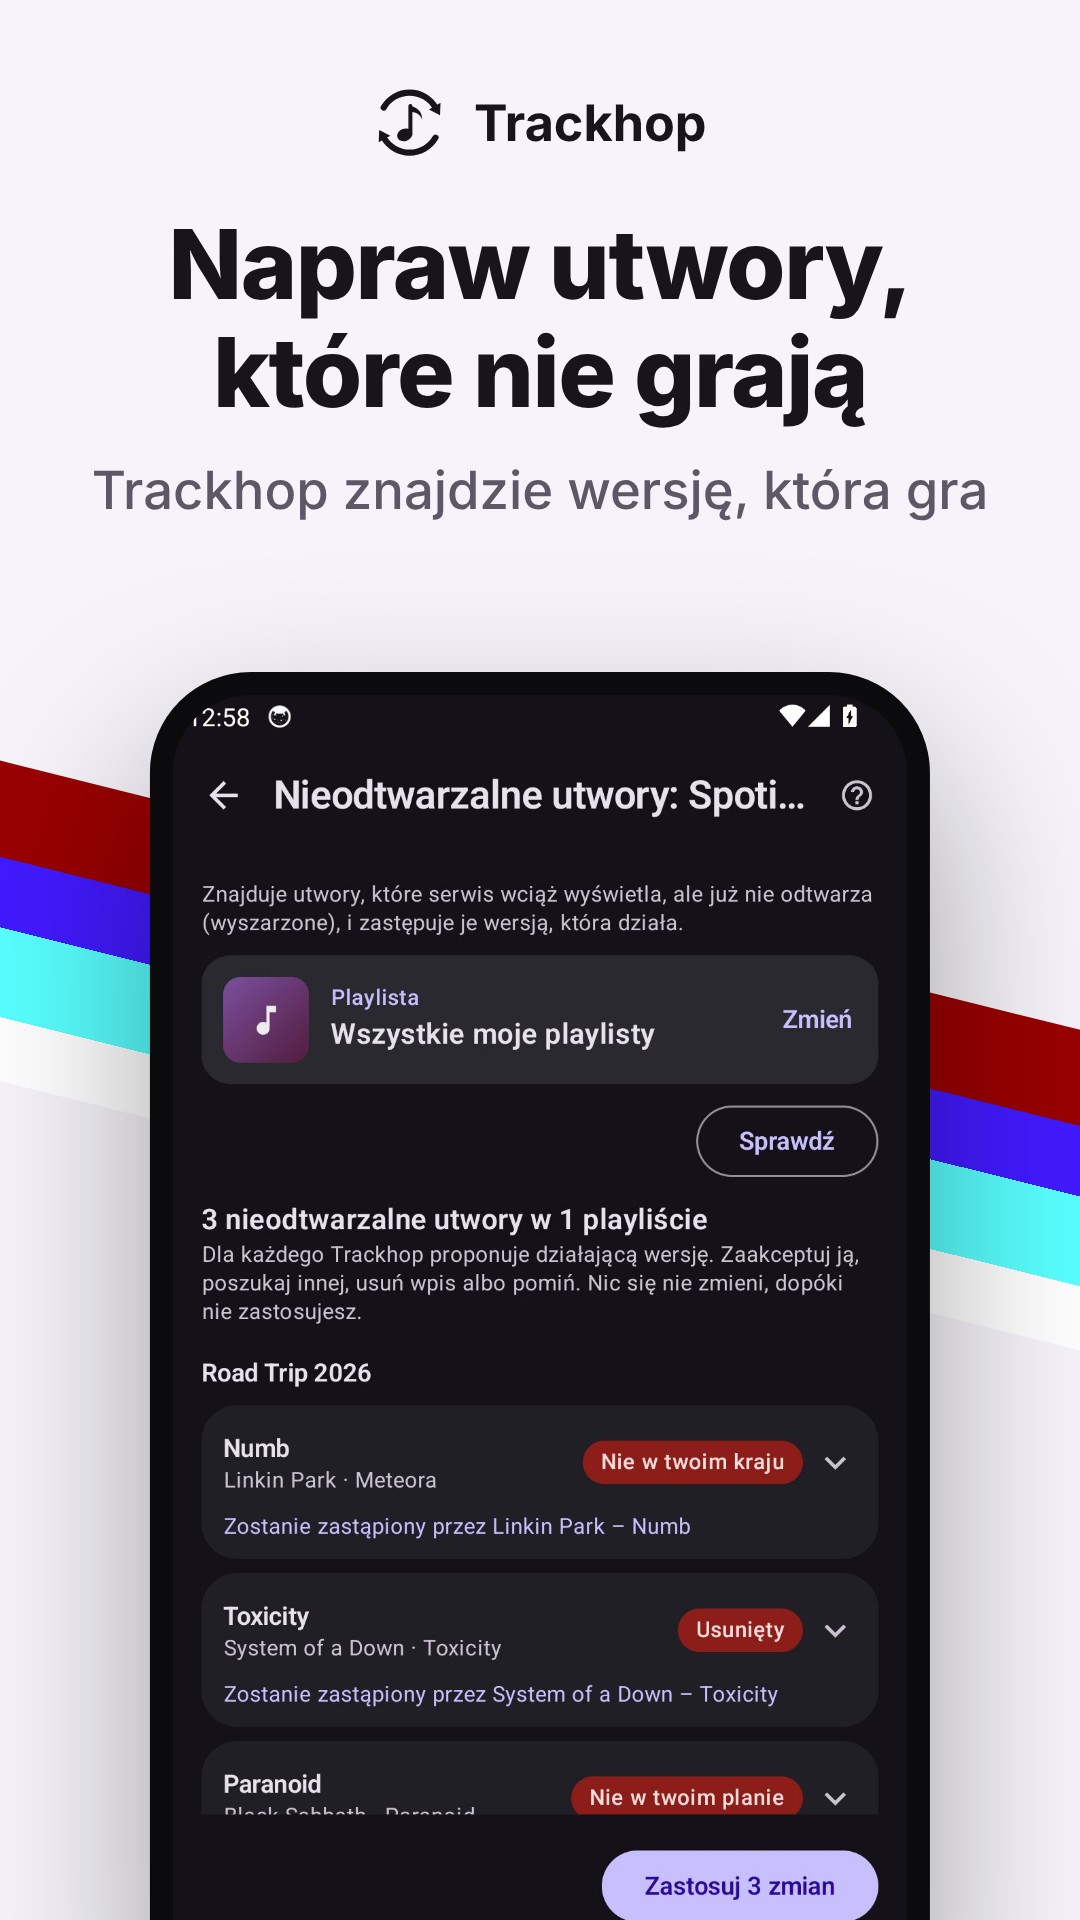 Trackhop
Napraw utwory,
które nie grają
Trackhop znajdzie wersję, która gra
12:58
Nieodtwarzalne utwory: Spoti...
Znajduje utwory, które serwis wciąż wyświetla, ale już nie odtwarza
(wyszarzone), i zastępuje je wersją, która działa.
Playlista
Wszystkie moje playlisty
Zmień
Sprawdź
3 nieodtwarzalne utwory w 1 playliście
Dla każdego Trackhop proponuje działającą wersję. Zaakceptuj ją,
poszukaj innej, usuń wpis albo pomiń. Nic się nie zmieni, dopóki
nie zastosujesz.
Road Trip 2026
Numb
Linkin Park · Meteora
Nie w twoim kraju
Zostanie zastąpiony przez Linkin Park – Numb
Toxicity
System of a Down · Toxicity
Usunięty
Zostanie zastąpiony przez System of a Down – Toxicity
Paranoid
Black Sabbath · Paranoid
Nie w twoim planie
Zastosuj 3 zmian